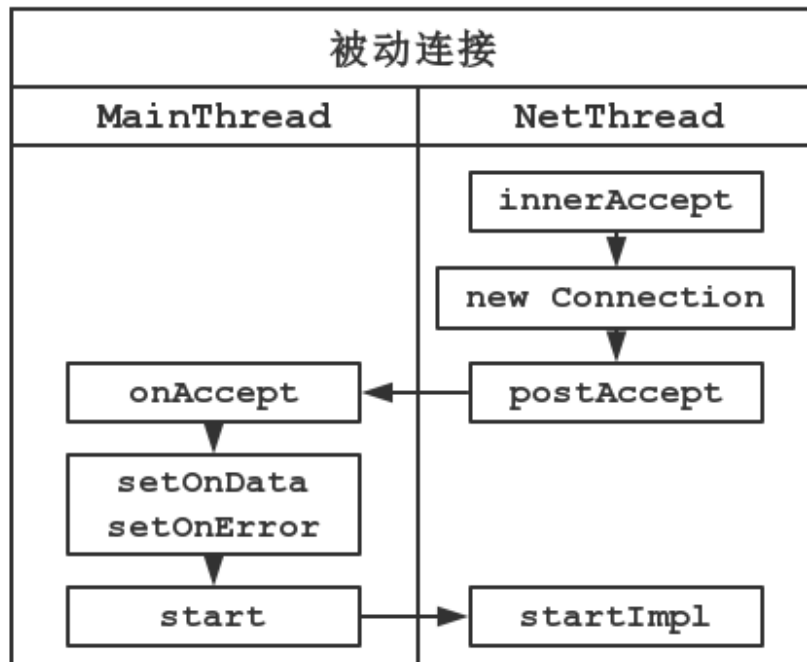 被动连接
MainThread
NetThread
innerAccept
new Connection
postAccept
onAccept
setOnData
setOnError
start
startImpl